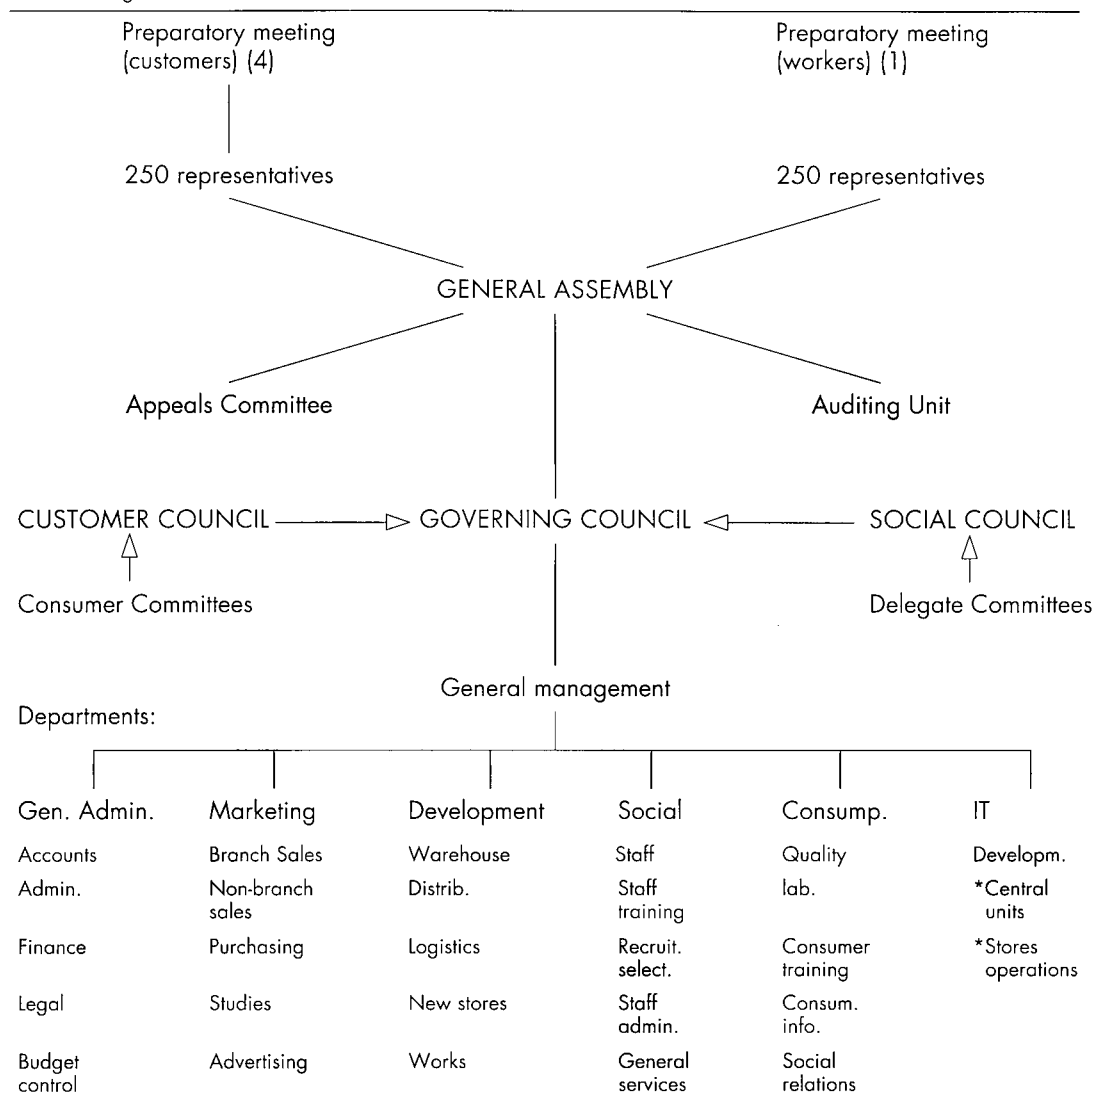 Preparatory meeting
(customers) (4)
Preparatory meeting
(workers) (1)
250 representatives
250 representatives
GENERAL ASSEMBLY
Appeals Committee
Auditing Unit
CUSTOMER COUNCIL
GOVERNING COUNCIL
SOCIAL COUNCIL
Consumer Committees
Delegate Committees
General management
Departments:
Gen. Admin.
Accounts
Admin.
Finance
Legal
Budget
control
Marketing
Branch Sales
Non-branch
sales
Purchasing
Studies
Advertising
Development
Warehouse
Distrib.
Logistics
New stores
Works
Social
Staff
Staff
training
Recruit.
select.
Staff
admin.
General
services
Consump.
Quality
lab.
Consumer
training
Consum.
info.
Social
relations
IT
Developm.
*Central
units
*Stores
operations